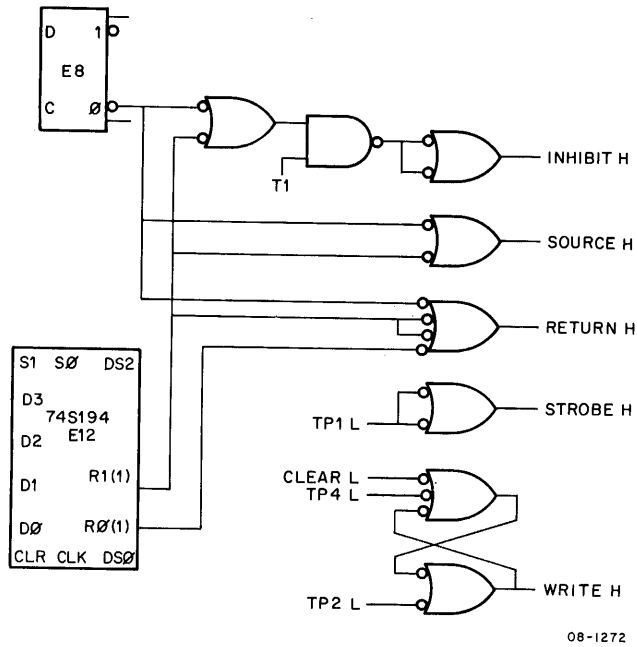 D 1
E8
C Ø
T1
INHIBIT H
SOURCE H
RETURN H
S1 SØ DS2
D3
74S194
E12
D2
D1 R1(1)
DØ RØ(1)
CLR CLK DSØ
TP1 L
STROBE H
CLEAR L
TP4 L
TP2 L
WRITE H
08-1272